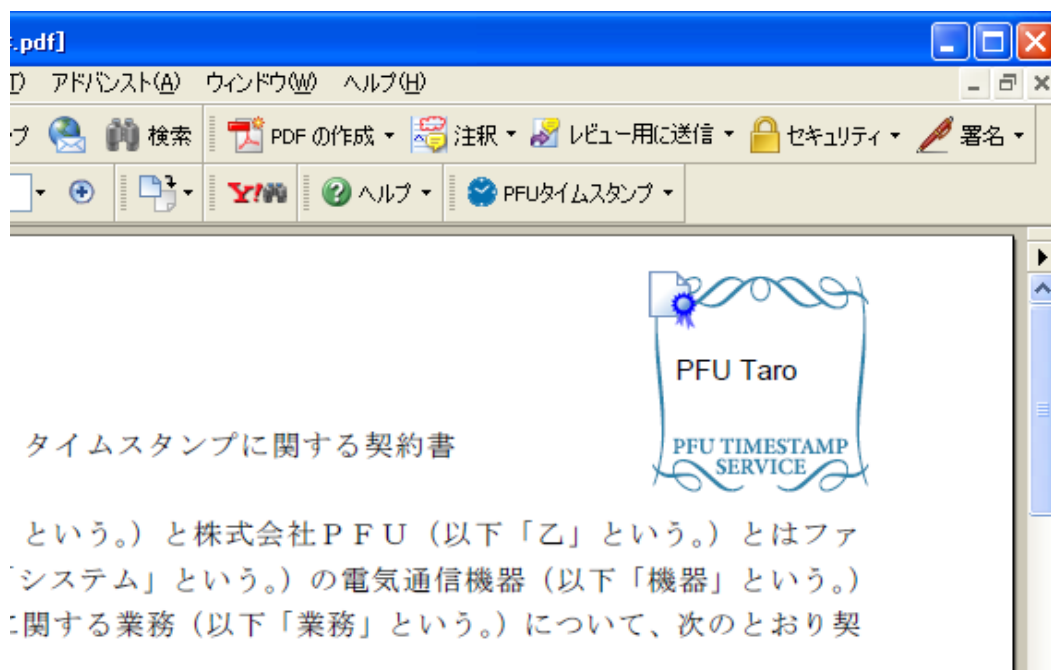 .pdf]
T) アドバンスト(A) ウィンドウ(W) ヘルプ(H)
プ 検索 PDF の作成 注釈 レビュー用に送信 セキュリティ 署名
Y! ヘルプ PFUタイムスタンプ
PFU Taro
タイムスタンプに関する契約書
PFU TIMESTAMP
SERVICE
という。）と株式会社ＰＦＵ（以下「乙」という。）とはファ
「システム」という。）の電気通信機器（以下「機器」という。）
に関する業務（以下「業務」という。）について、次のとおり契